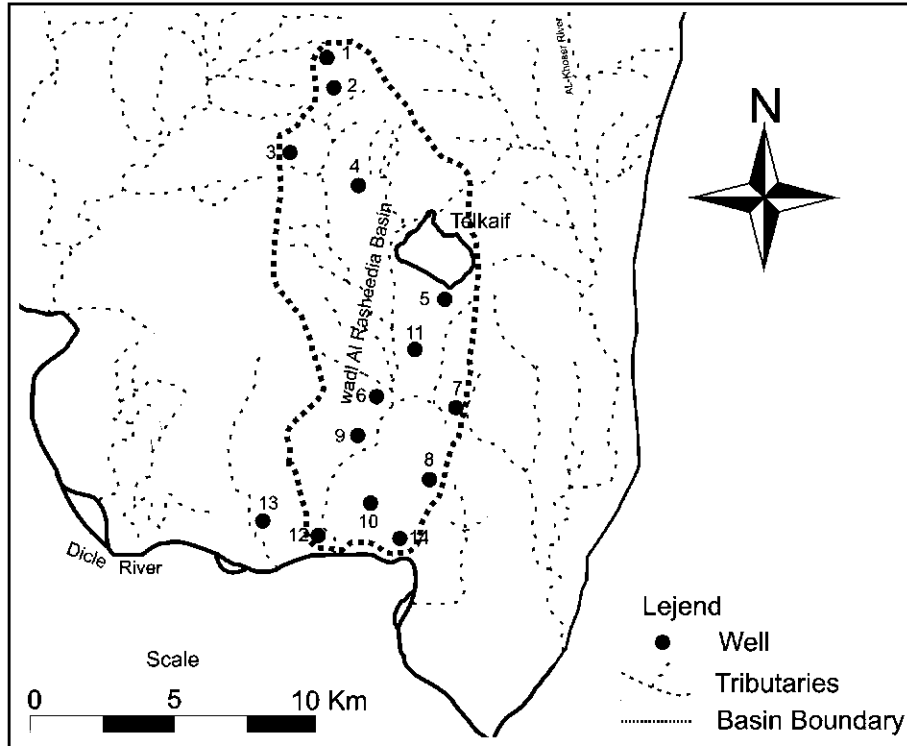 1
AL-Khoser River
2
N
3
4
Telkaif
wadi Al Rasheedia Basin
5
11
6
7
9
8
13
10
12
14
Dicle River
Lejend
Well
Tributaries
Basin Boundary
Scale
0 5 10 Km